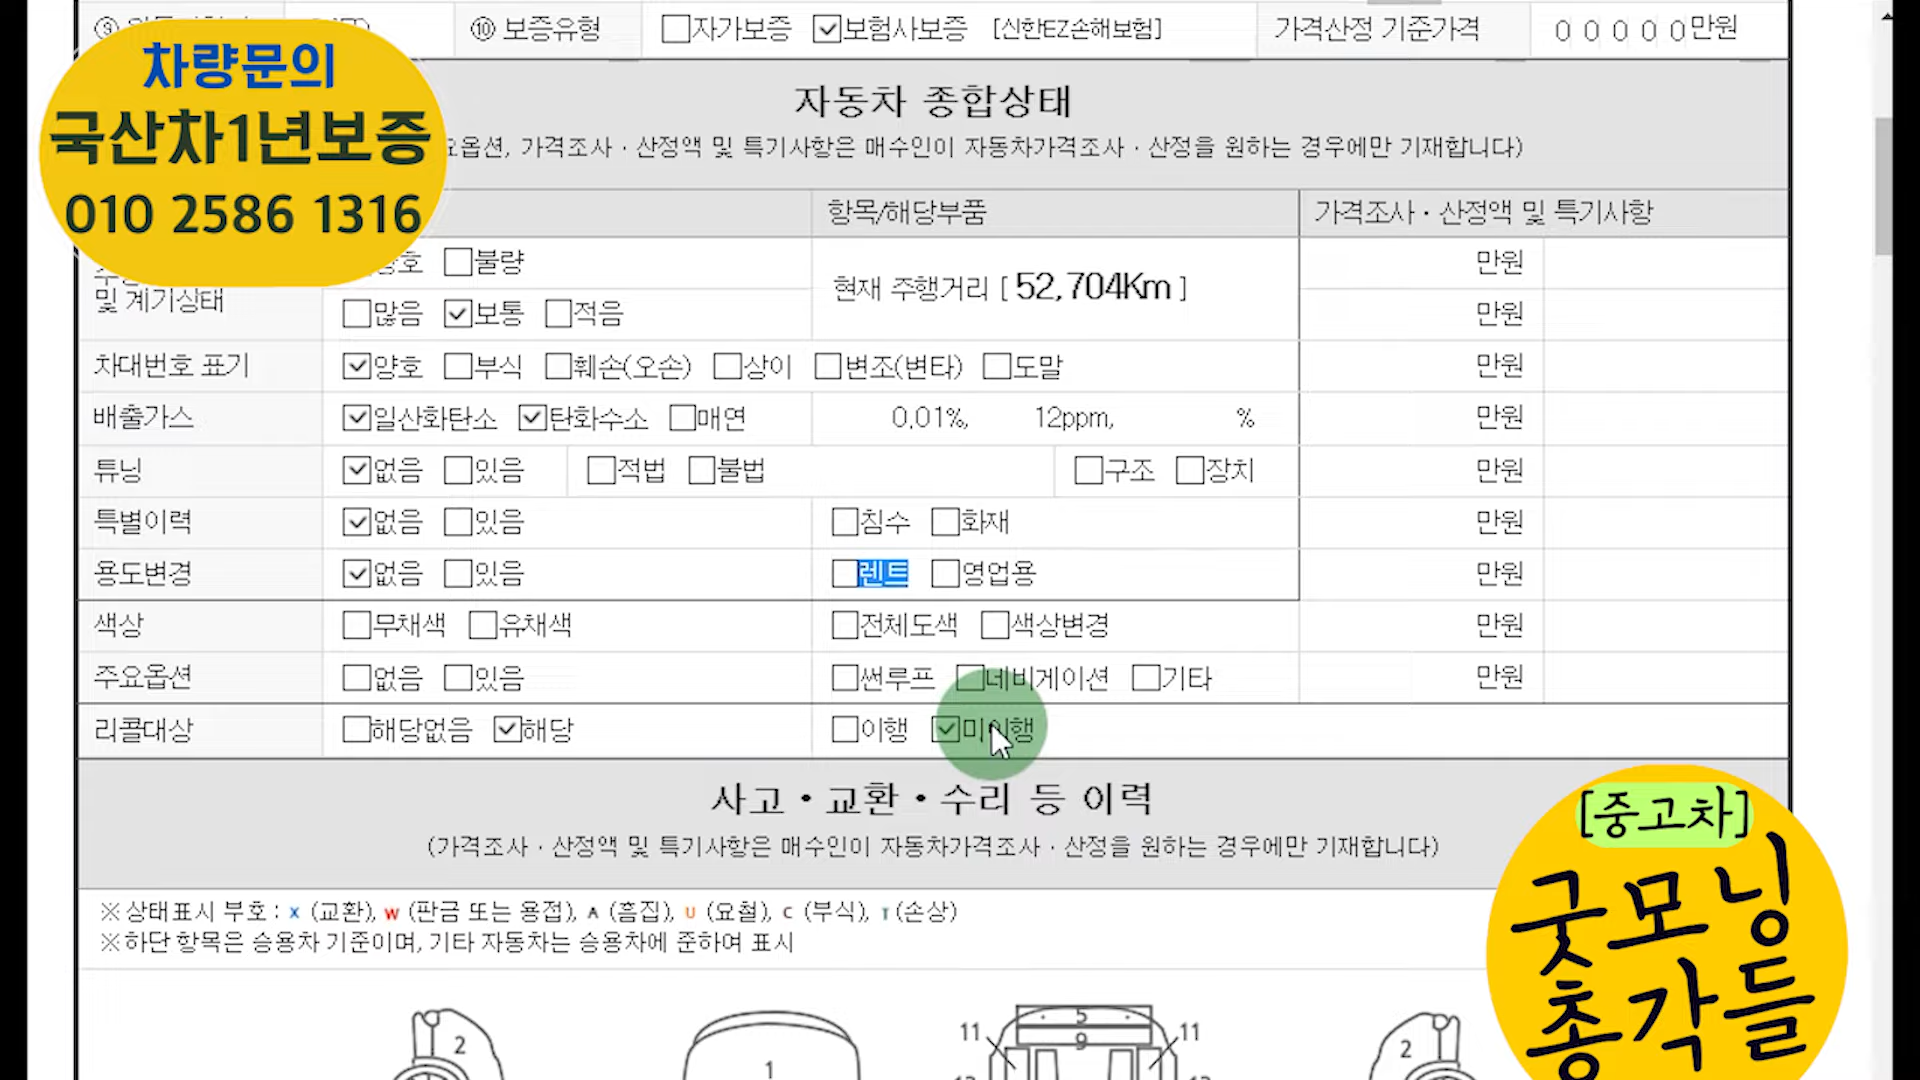 ⑩ 보증유형 자가보증 보험사보증 [신한EZ손해보험] 가격산정 기준가격 0 0 0 0 0만원
차량문의
국산차1년보증
010 2586 1316
자동차 종합상태
요옵션, 가격조사 · 산정액 및 특기사항은 매수인이 자동차가격조사 · 산정을 원하는 경우에만 기재합니다)
항목/해당부품 가격조사 · 산정액 및 특기사항
불량 만원
및 계기상태 현재 주행거리 [ 52,704Km ]
많음 보통 적음 만원
차대번호 표기 양호 부식 훼손(오손) 상이 변조(변타) 도말 만원
배출가스 일산화탄소 탄화수소 매연 0,01%, 12ppm, % 만원
튜닝 없음 있음 적법 불법 구조 장치 만원
특별이력 없음 있음 침수 화재 만원
용도변경 없음 있음 렌트 영업용 만원
색상 무채색 유채색 전체도색 색상변경 만원
주요옵션 없음 있음 썬루프 네비게이션 기타 만원
리콜대상 해당없음 해당 이행 미이행
사고 • 교환 • 수리 등 이력
(가격조사 · 산정액 및 특기사항은 매수인이 자동차가격조사 · 산정을 원하는 경우에만 기재합니다)
※ 상태표시 부호 : X (교환), W (판금 또는 용접), A (흠집), U (요철), C (부식), T (손상)
※ 하단 항목은 승용차 기준이며, 기타 자동차는 승용차에 준하여 표시
[중고차]
굿모닝
총각들
2 1 11 5 9 11 2